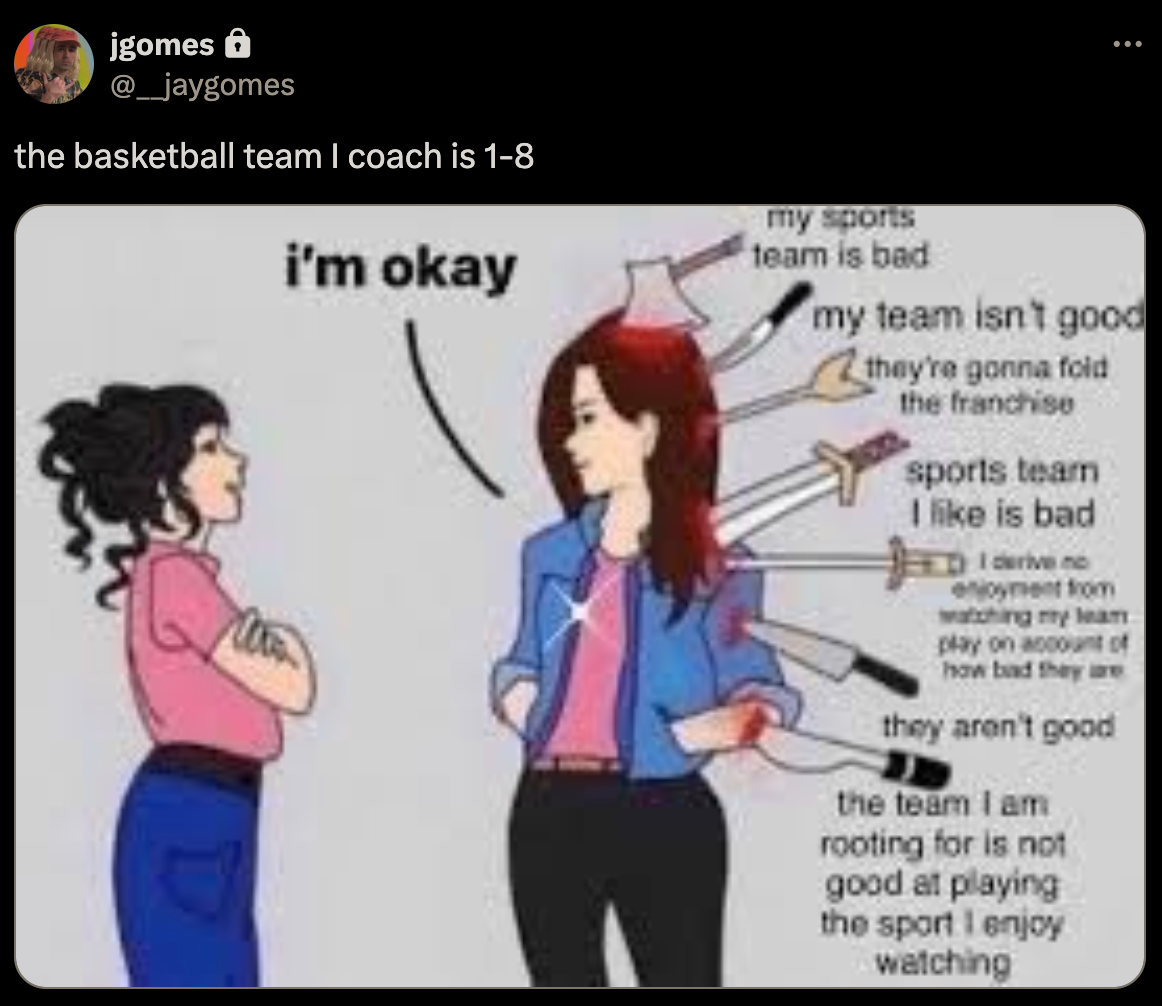 jgomes
@__jaygomes
the basketball team I coach is 1-8
i'm okay
my sports
team is bad
my team isn't good
they're gonna fold
the franchise
sports team
I like is bad
I derive no
enjoyment from
watching my team
play on account of
how bad they are
they aren't good
the team I am
rooting for is not
good at playing
the sport I enjoy
watching